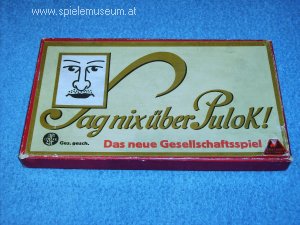 www.spielemuseum.at
Sag nix über Pulok!
Ges. gesch.
Das neue Gesellschaftsspiel